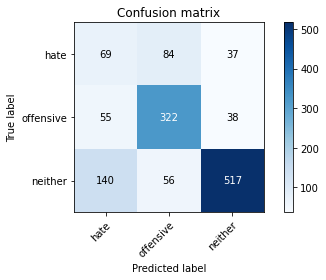 Confusion matrix
hate 69 84 37
offensive 55 322 38
neither 140 56 517
hate offensive neither
True label
Predicted label
500
400
300
200
100